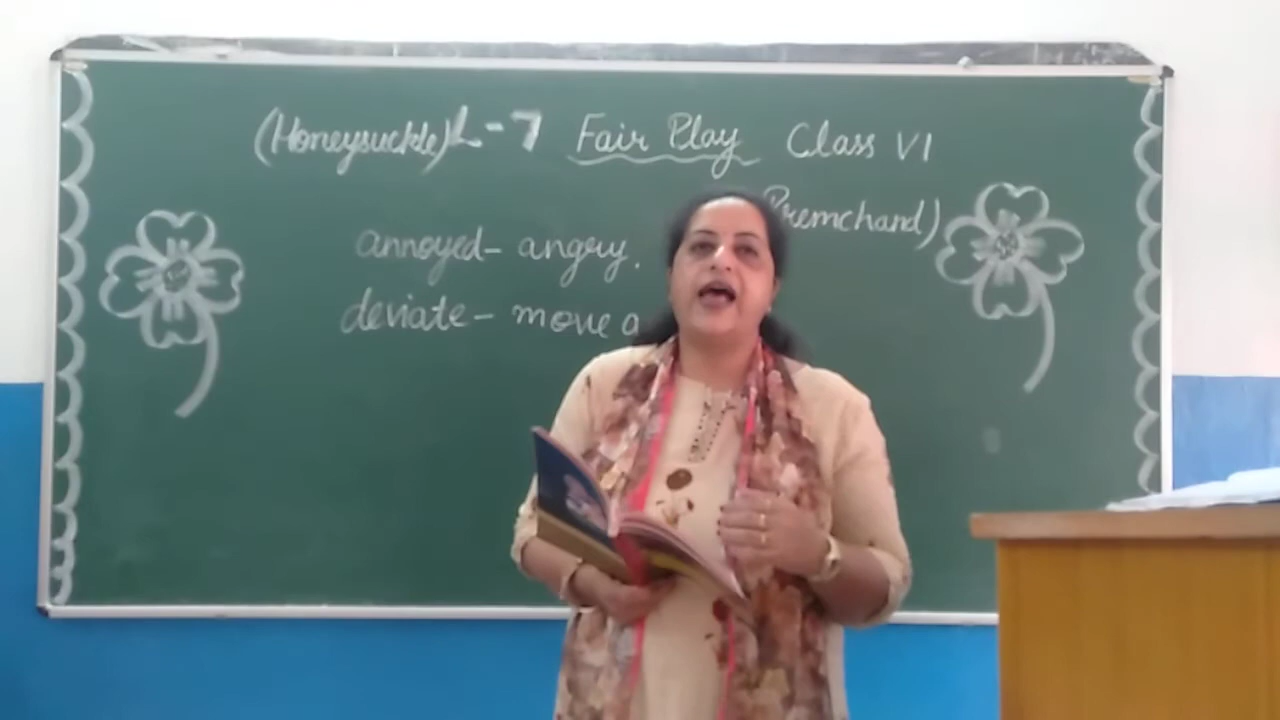 (Honeysuckle) L-7 Fair Play Class VI
Premchand)
annoyed- angry.
deviate- move a